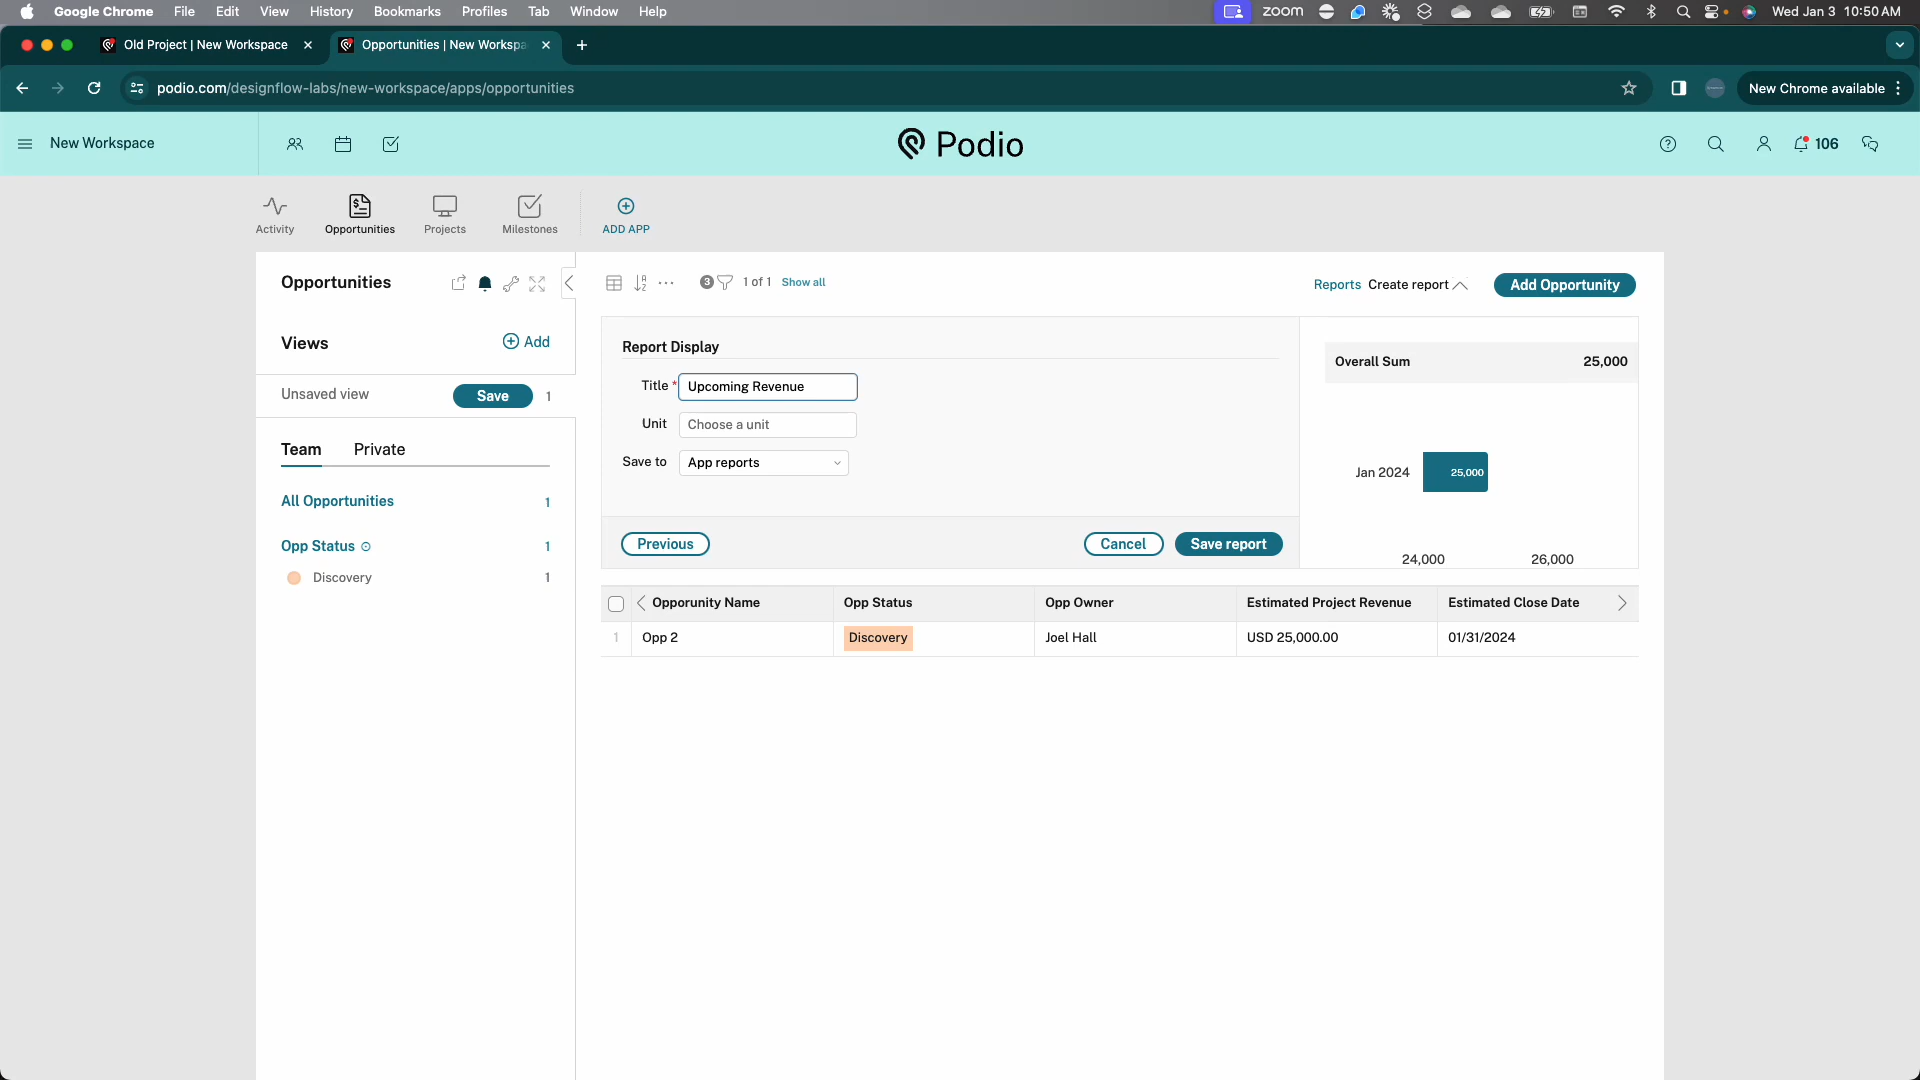 Google Chrome File Edit View History Bookmarks Profiles Tab Window Help zoom Wed Jan 3 10:50 AM
Old Project | New Workspace Opportunities | New Workspa
podio.com/designflow-labs/new-workspace/apps/opportunities New Chrome available
New Workspace Podio 106
Activity Opportunities Projects Milestones ADD APP
Opportunities 3 1 of 1 Show all Reports Create report Add Opportunity
Views Add
Unsaved view Save 1
Team Private
All Opportunities 1
Opp Status 1
Discovery 1
Report Display
Title * Upcoming Revenue
Unit Choose a unit
Save to App reports
Previous Cancel Save report
Overall Sum 25,000
Jan 2024 25,000
24,000 26,000
Opporunity Name Opp Status Opp Owner Estimated Project Revenue Estimated Close Date
1 Opp 2 Discovery Joel Hall USD 25,000.00 01/31/2024